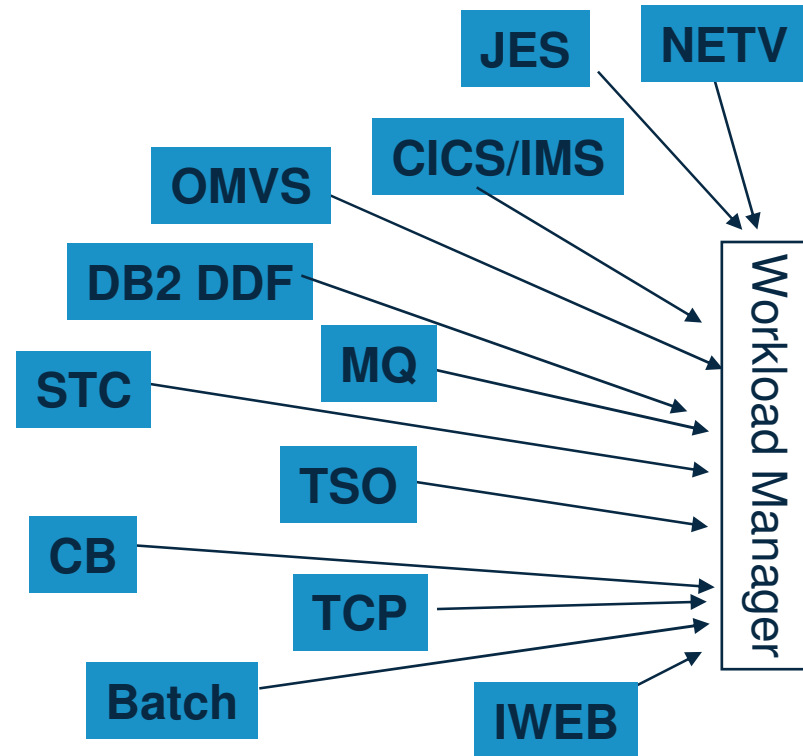 JES
NETV
CICS/IMS
OMVS
DB2 DDF
MQ
STC
TSO
CB
TCP
Batch
IWEB
Workload Manager